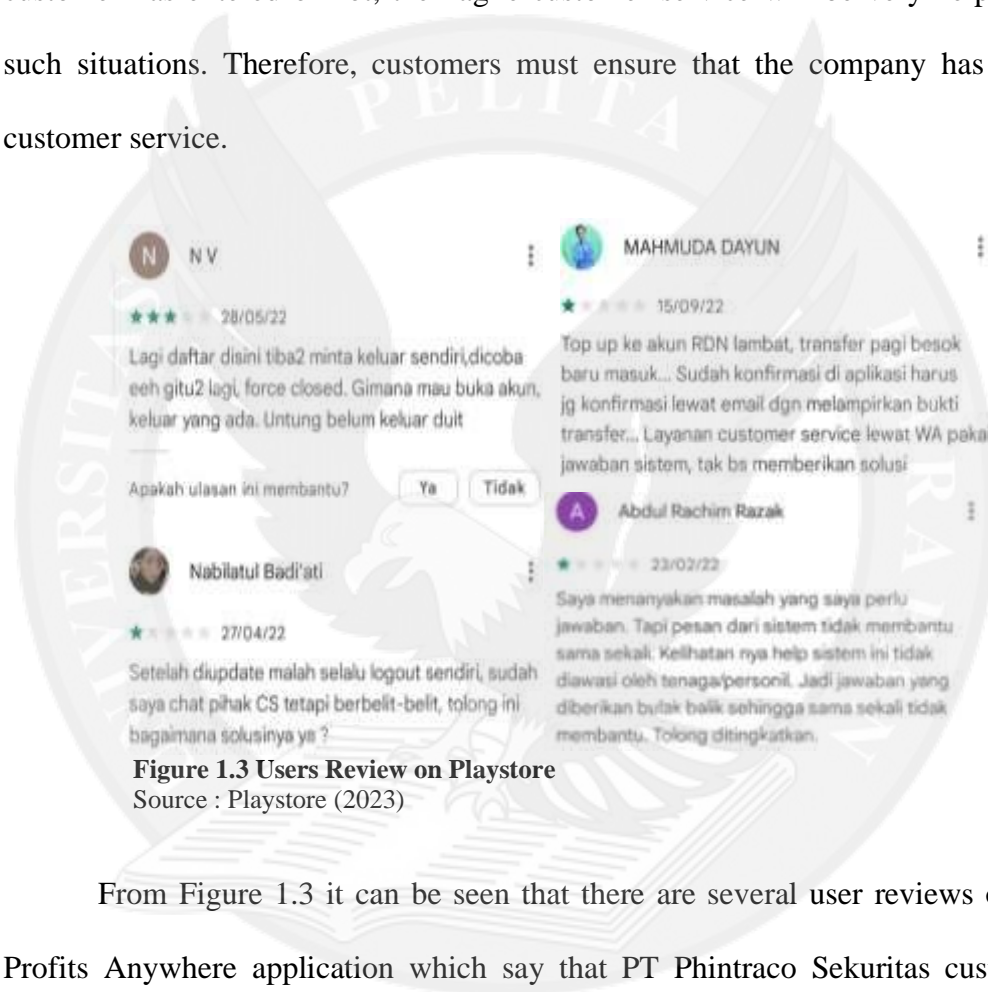 such situations. Therefore, customers must ensure that the company has
customer service.
PELITA
UNIVERSITAS
HARAPAN
N
N V
28/05/22
Lagi daftar disini tiba2 minta keluar sendiri,dicoba
eeh gitu2 lagi, force closed. Gimana mau buka akun,
keluar yang ada. Untung belum keluar duit
Apakah ulasan ini membantu?
Ya
Tidak
Nabilatul Badi'ati
27/04/22
Setelah diupdate malah selalu logout sendiri, sudah
saya chat pihak CS tetapi berbelit-belit, tolong ini
bagaimana solusinya ya ?
MAHMUDA DAYUN
15/09/22
Top up ke akun RDN lambat, transfer pagi besok
baru masuk... Sudah konfirmasi di aplikasi harus
jg konfirmasi lewat email dgn melampirkan bukti
transfer... Layanan customer service lewat WA pakai
jawaban sistem, tak bs memberikan solusi
A
Abdul Rachim Razak
23/02/22
Saya menanyakan masalah yang saya perlu
jawaban. Tapi pesan dari sistem tidak membantu
sama sekali. Kelihatan nya help sistem ini tidak
diawasi oleh tenaga/personil. Jadi jawaban yang
diberikan bulak balik sehingga sama sekali tidak
membantu. Tolong ditingkatkan.
Figure 1.3 Users Review on Playstore
Source : Playstore (2023)
From Figure 1.3 it can be seen that there are several user reviews
Profits Anywhere application which say that PT Phintraco Sekuritas